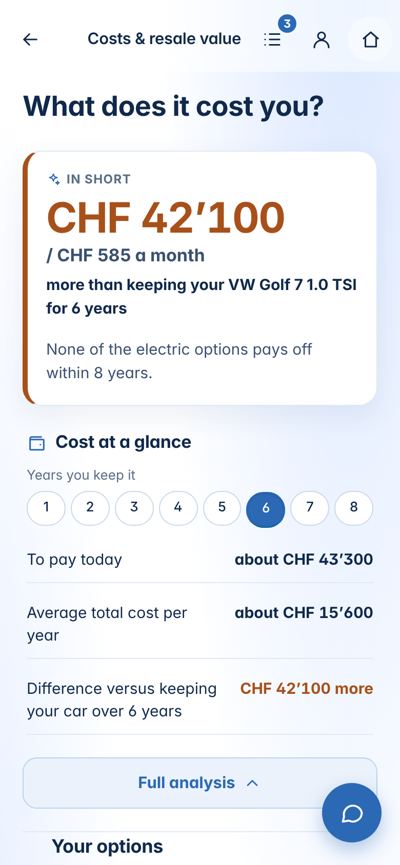 Costs & resale value
3
What does it cost you?
IN SHORT
CHF 42’100
/ CHF 585 a month
more than keeping your VW Golf 7 1.0 TSI
for 6 years
None of the electric options pays off
within 8 years.
Cost at a glance
Years you keep it
1 2 3 4 5 6 7 8
To pay today about CHF 43’300
Average total cost per about CHF 15’600
year
Difference versus keeping CHF 42’100 more
your car over 6 years
Full analysis
Your options